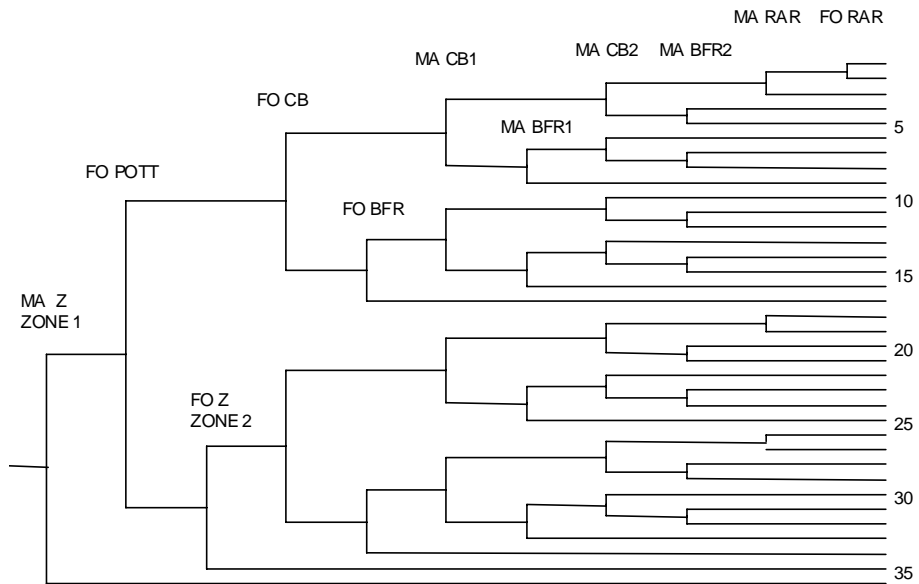 MA RAR FO RAR
MA CB1 MA CB2 MA BFR2
FO CB
5
MA BFR1
FO POTT
10
FO BFR
15
MA Z
ZONE 1
20
FO Z
ZONE 2
25
30
35